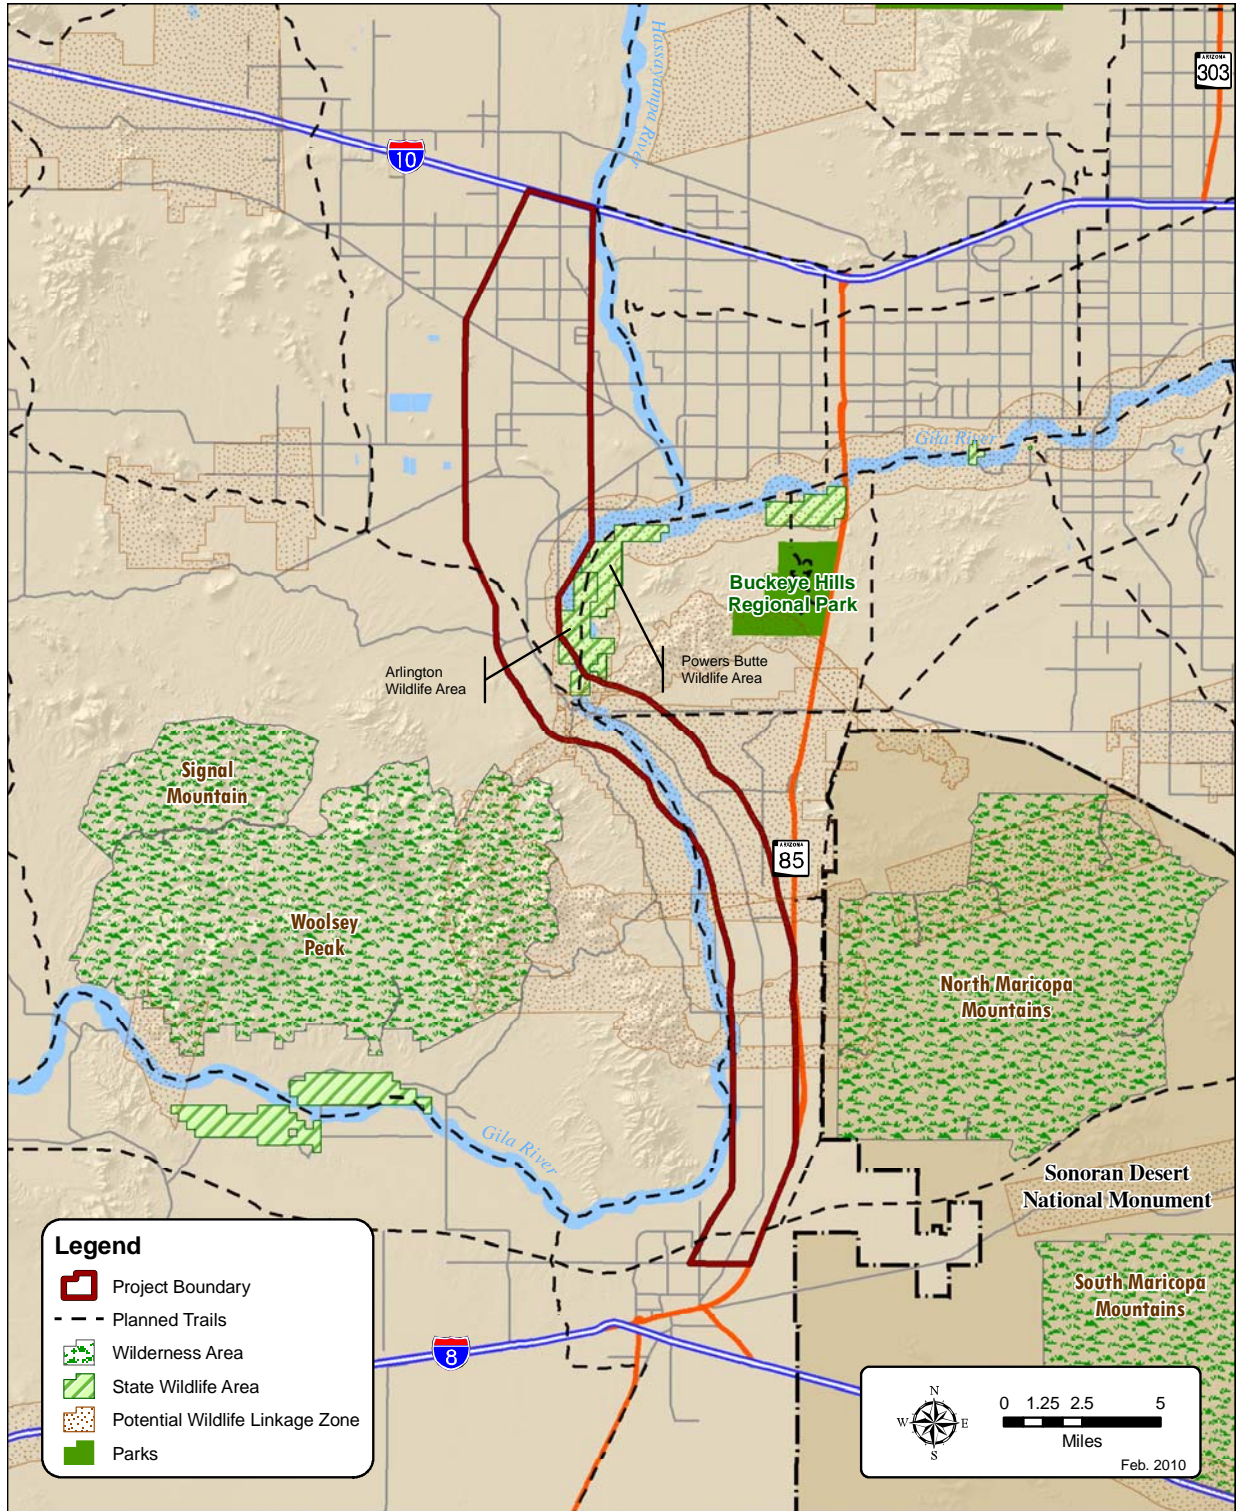 Hassayampa River
ARIZONA
303
10
Gila River
Buckeye Hills
Regional Park
Arlington
Wildlife Area
Powers Butte
Wildlife Area
Signal
Mountain
ARIZONA
85
Woolsey
Peak
North Maricopa
Mountains
Gila River
Sonoran Desert
National Monument
South Maricopa
Mountains
8
Legend
Project Boundary
Planned Trails
Wilderness Area
State Wildlife Area
Potential Wildlife Linkage Zone
Parks
N
W E
S
0 1.25 2.5 5
Miles
Feb. 2010